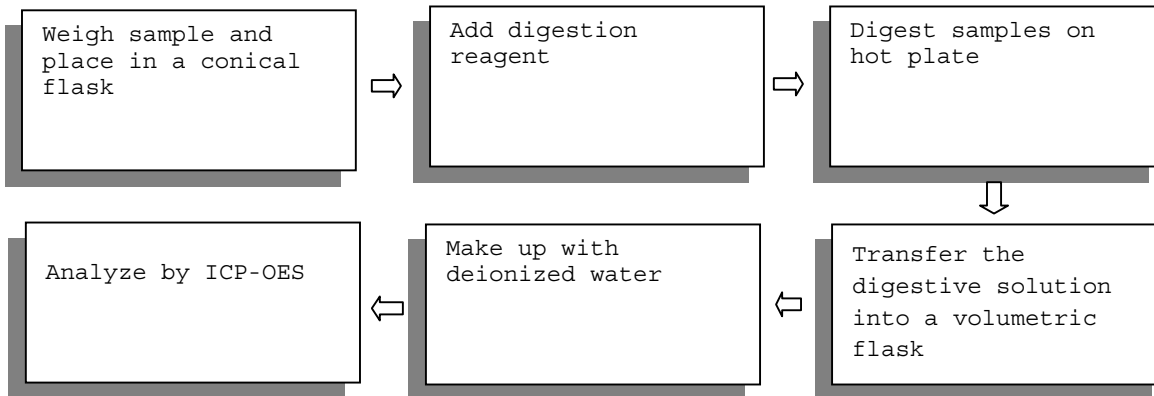 Weigh sample and
place in a conical
flask
Add digestion
reagent
Digest samples on
hot plate
Transfer the
digestive solution
into a volumetric
flask
Make up with
deionized water
Analyze by ICP-OES